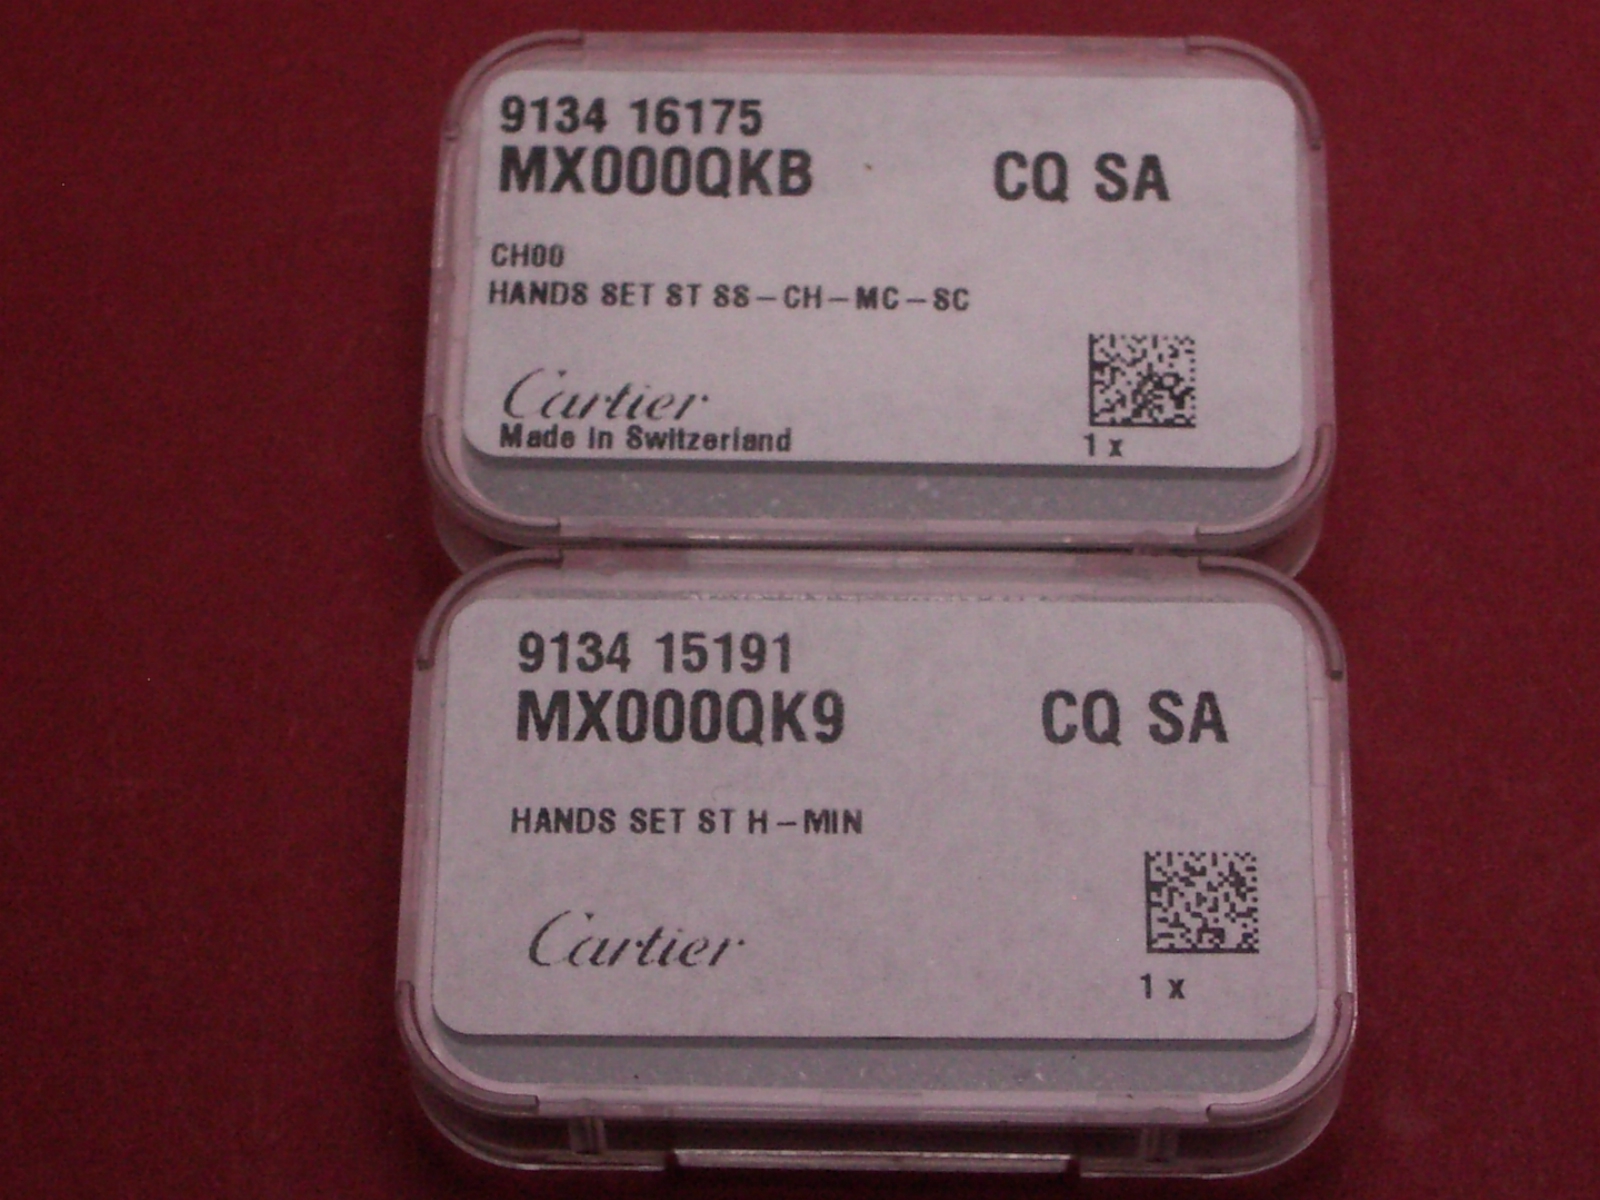 9134 16175
MX000QKB CQ SA
CH00
HANDS SET ST SS-CH-MC-SC
Cartier
Made in Switzerland
1 x
9134 15191
MX000QK9 CQ SA
HANDS SET ST H-MIN
Cartier
1 x